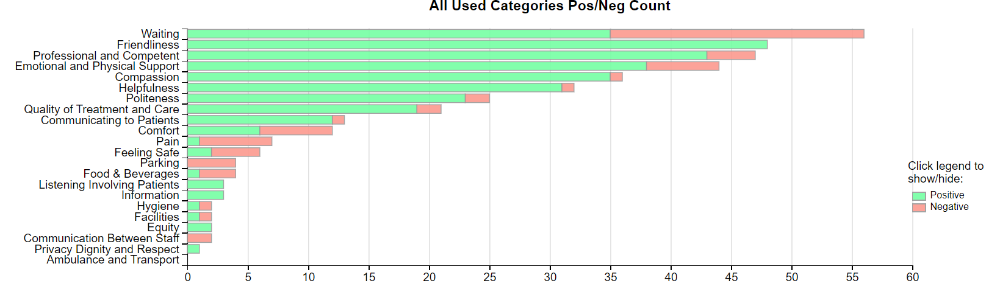 All Used Categories Pos/Neg Count
Waiting
Friendliness
Professional and Competent
Emotional and Physical Support
Compassion
Helpfulness
Politeness
Quality of Treatment and Care
Communicating to Patients
Comfort
Pain
Feeling Safe
Parking
Food & Beverages
Listening Involving Patients
Information
Hygiene
Facilities
Equity
Communication Between Staff
Privacy Dignity and Respect
Ambulance and Transport
0 5 10 15 20 25 30 35 40 45 50 55 60
Click legend to
show/hide:
Positive
Negative